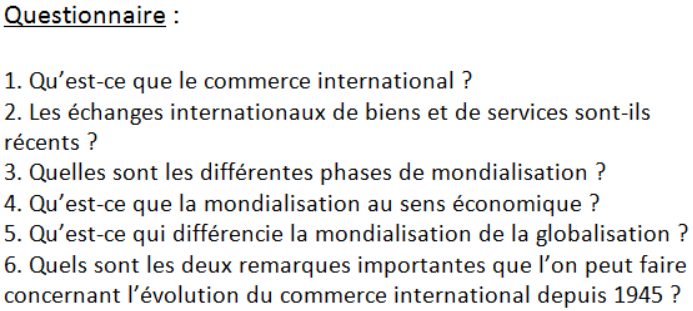 Questionnaire :
1. Qu’est-ce que le commerce international ?
2. Les échanges internationaux de biens et de services sont-ils
récents ?
3. Quelles sont les différentes phases de mondialisation ?
4. Qu’est-ce que la mondialisation au sens économique ?
5. Qu’est-ce qui différencie la mondialisation de la globalisation ?
6. Quels sont les deux remarques importantes que l’on peut faire
concernant l’évolution du commerce international depuis 1945 ?